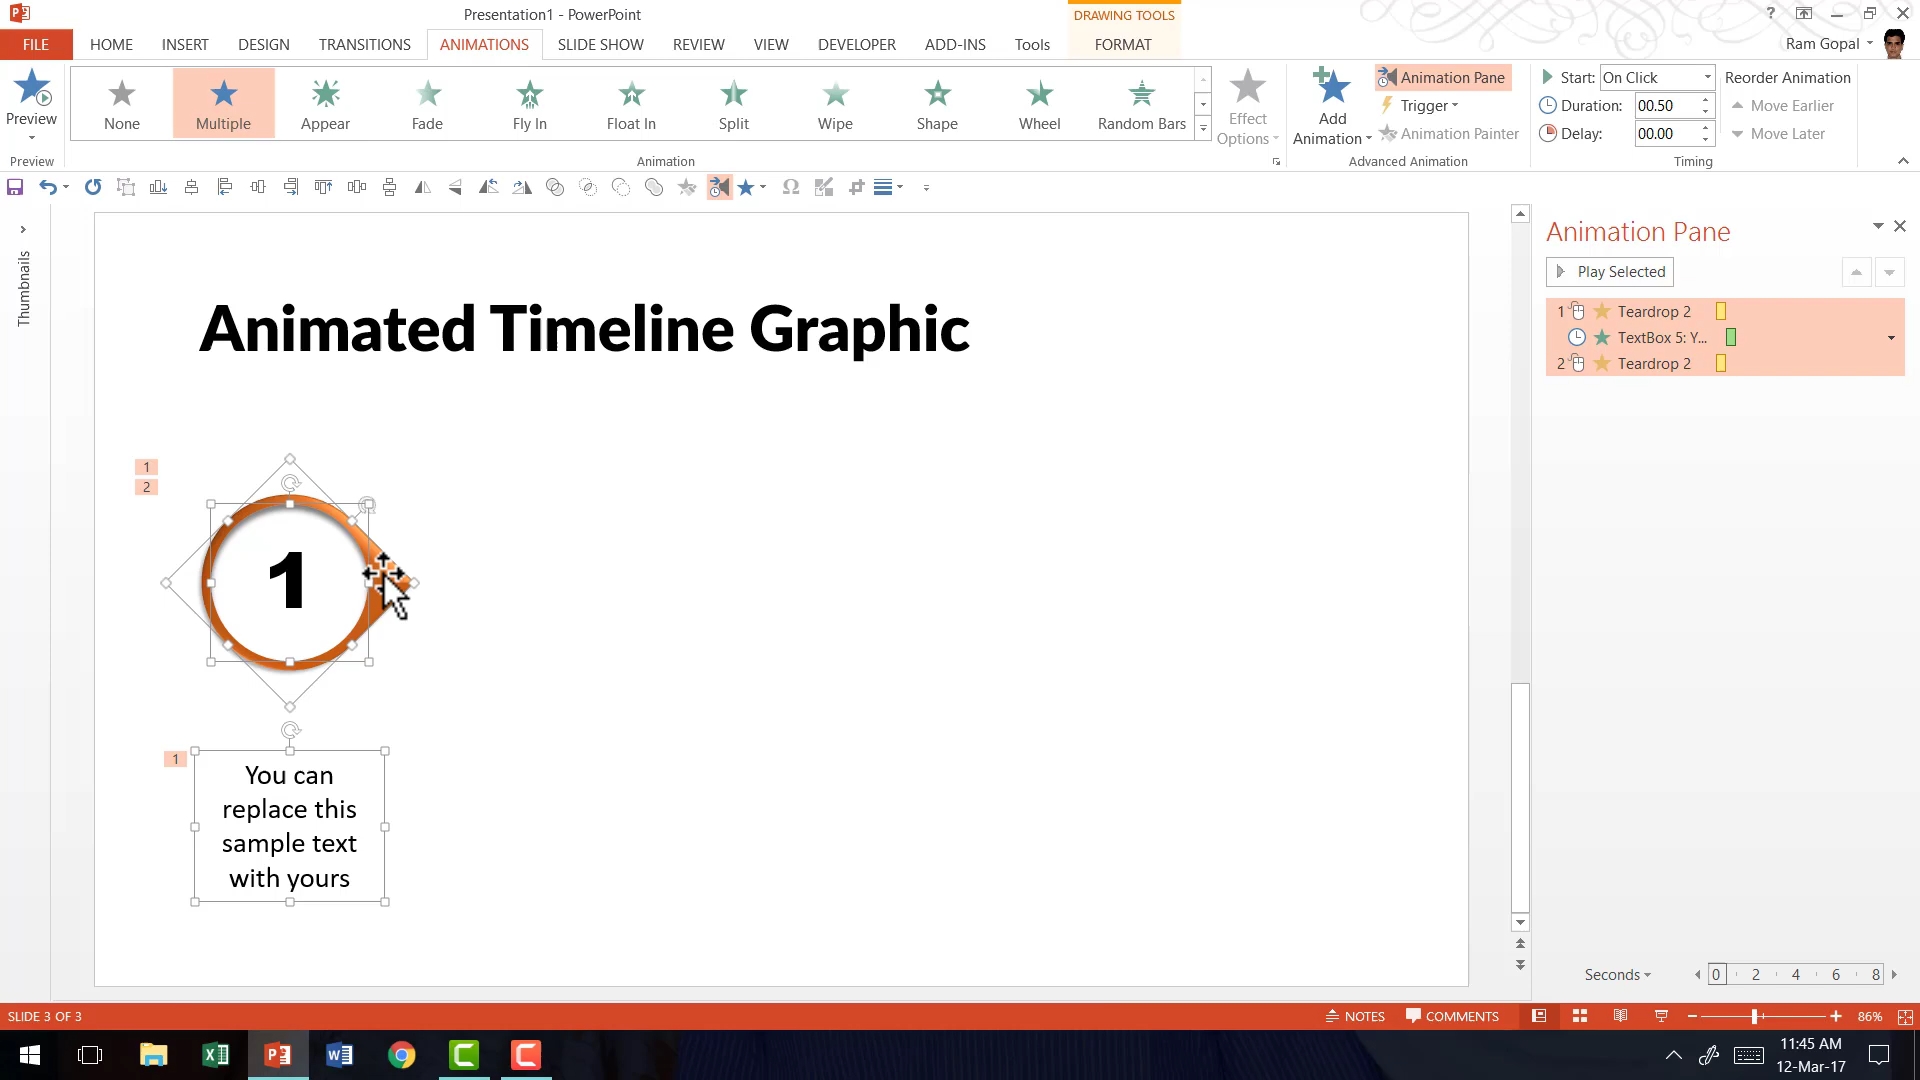 Presentation1 - PowerPoint
DRAWING TOOLS
?
FILE
HOME
INSERT
DESIGN
TRANSITIONS
ANIMATIONS
SLIDE SHOW
REVIEW
VIEW
DEVELOPER
ADD-INS
Tools
FORMAT
Ram Gopal
Preview
Preview
None
Multiple
Appear
Fade
Fly In
Float In
Split
Wipe
Shape
Wheel
Random Bars
Animation
Effect
Options
Add
Animation
Animation Pane
Trigger
Animation Painter
Advanced Animation
Start: On Click
Duration: 00.50
Delay: 00.00
Reorder Animation
Move Earlier
Move Later
Timing
Thumbnails
Animated Timeline Graphic
1
2
1
1
You can
replace this
sample text
with yours
Animation Pane
Play Selected
1 Teardrop 2
TextBox 5: Y...
2 Teardrop 2
Seconds
0 2 4 6 8
SLIDE 3 OF 3
NOTES
COMMENTS
86%
11:45 AM
12-Mar-17